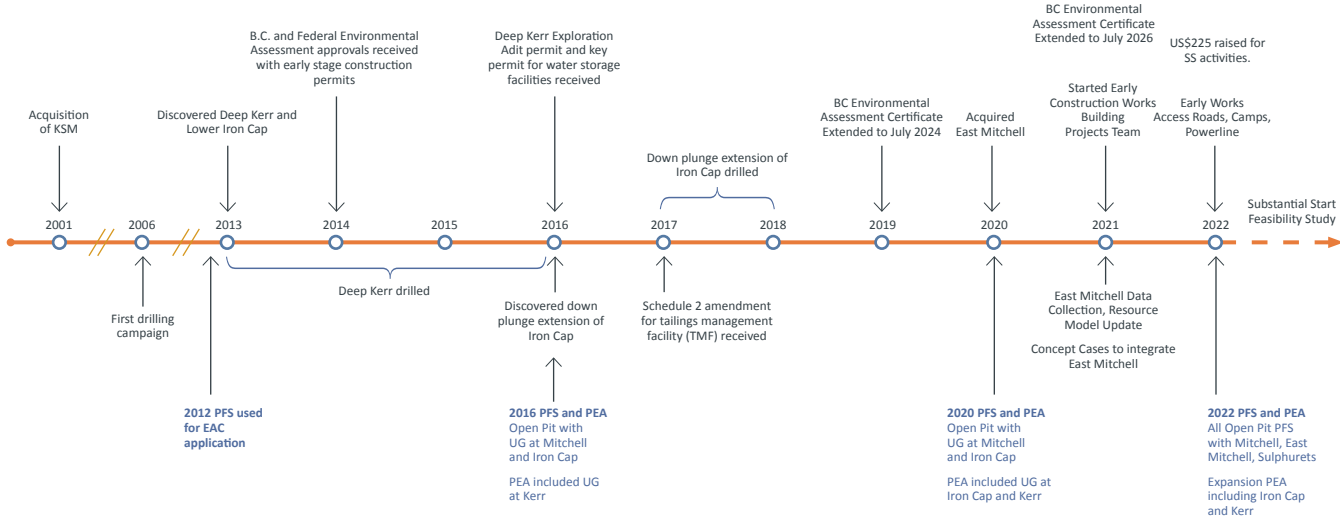 BC Environmental
Assessment Certificate
Extended to July 2026
US$225 raised for
SS activities.
B.C. and Federal Environmental
Assessment approvals received
with early stage construction
permits
Deep Kerr Exploration
Adit permit and key
permit for water storage
facilities received
Acquisition
of KSM
Discovered Deep Kerr and
Lower Iron Cap
BC Environmental
Assessment Certificate
Extended to July 2024
Acquired
East Mitchell
Started Early
Construction Works
Building
Projects Team
Early Works
Access Roads, Camps,
Powerline
Down plunge extension of
Iron Cap drilled
Substantial Start
Feasibility Study
2001
2006
2013
2014
2015
2016
2017
2018
2019
2020
2021
2022
First drilling
campaign
Deep Kerr drilled
Discovered down
plunge extension of
Iron Cap
Schedule 2 amendment
for tailings management
facility (TMF) received
East Mitchell Data
Collection, Resource
Model Update
Concept Cases to integrate
East Mitchell
2012 PFS used
for EAC
application
2016 PFS and PEA
Open Pit with
UG at Mitchell
and Iron Cap
PEA included UG
at Kerr
2020 PFS and PEA
Open Pit with
UG at Mitchell
and Iron Cap
PEA included UG at
Iron Cap and Kerr
2022 PFS and PEA
All Open Pit PFS
with Mitchell, East
Mitchell, Sulphurets
Expansion PEA
including Iron Cap
and Kerr